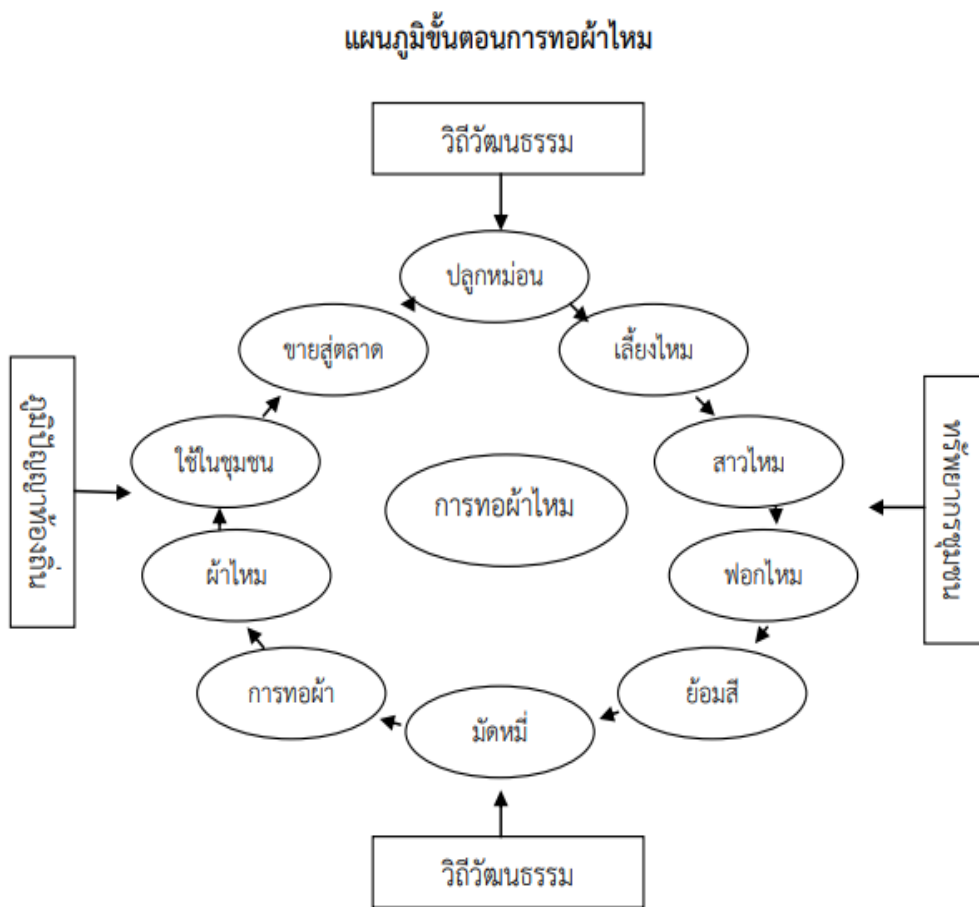 แผนภูมิขั้นตอนการทอผ้าไหม
วิถีวัฒนธรรม
ปลูกหม่อน
เลี้ยงไหม
สาวไหม
ฟอกไหม
ย้อมสี
มัดหมี่
การทอผ้า
ผ้าไหม
ใช้ในชุมชน
ขายสู่ตลาด
การทอผ้าไหม
ภูมิปัญญาท้องถิ่น
ทรัพยากรชุมชน
วิถีวัฒนธรรม